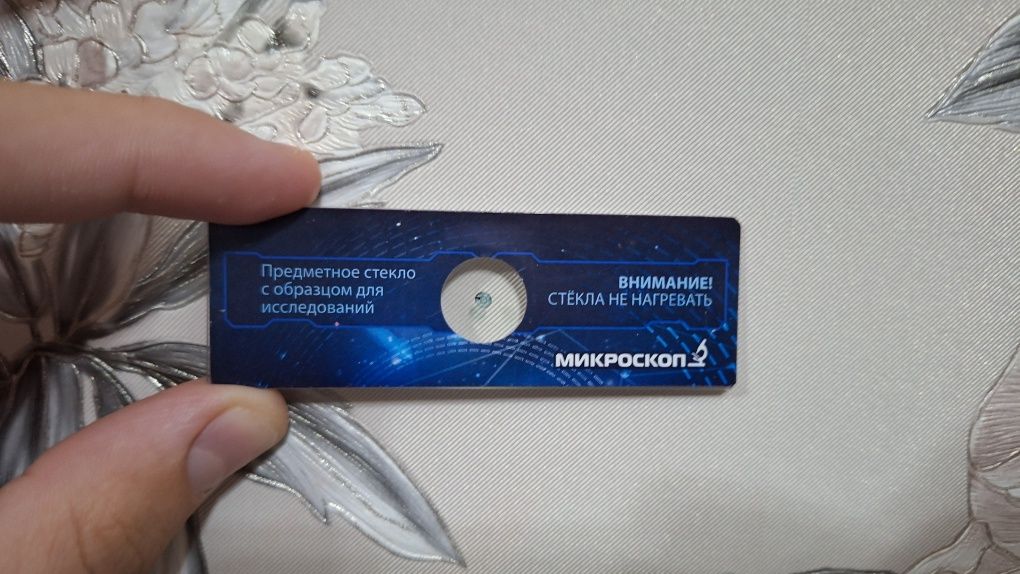 Предметное стекло
с образцом для
исследований
ВНИМАНИЕ!
СТЁКЛА НЕ НАГРЕВАТЬ
МИКРОСКОП